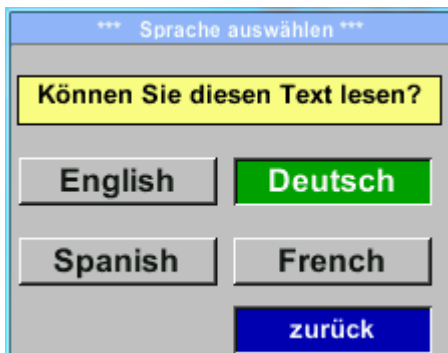 *** Sprache auswählen ***
Können Sie diesen Text lesen?
English Deutsch
Spanish French
zurück